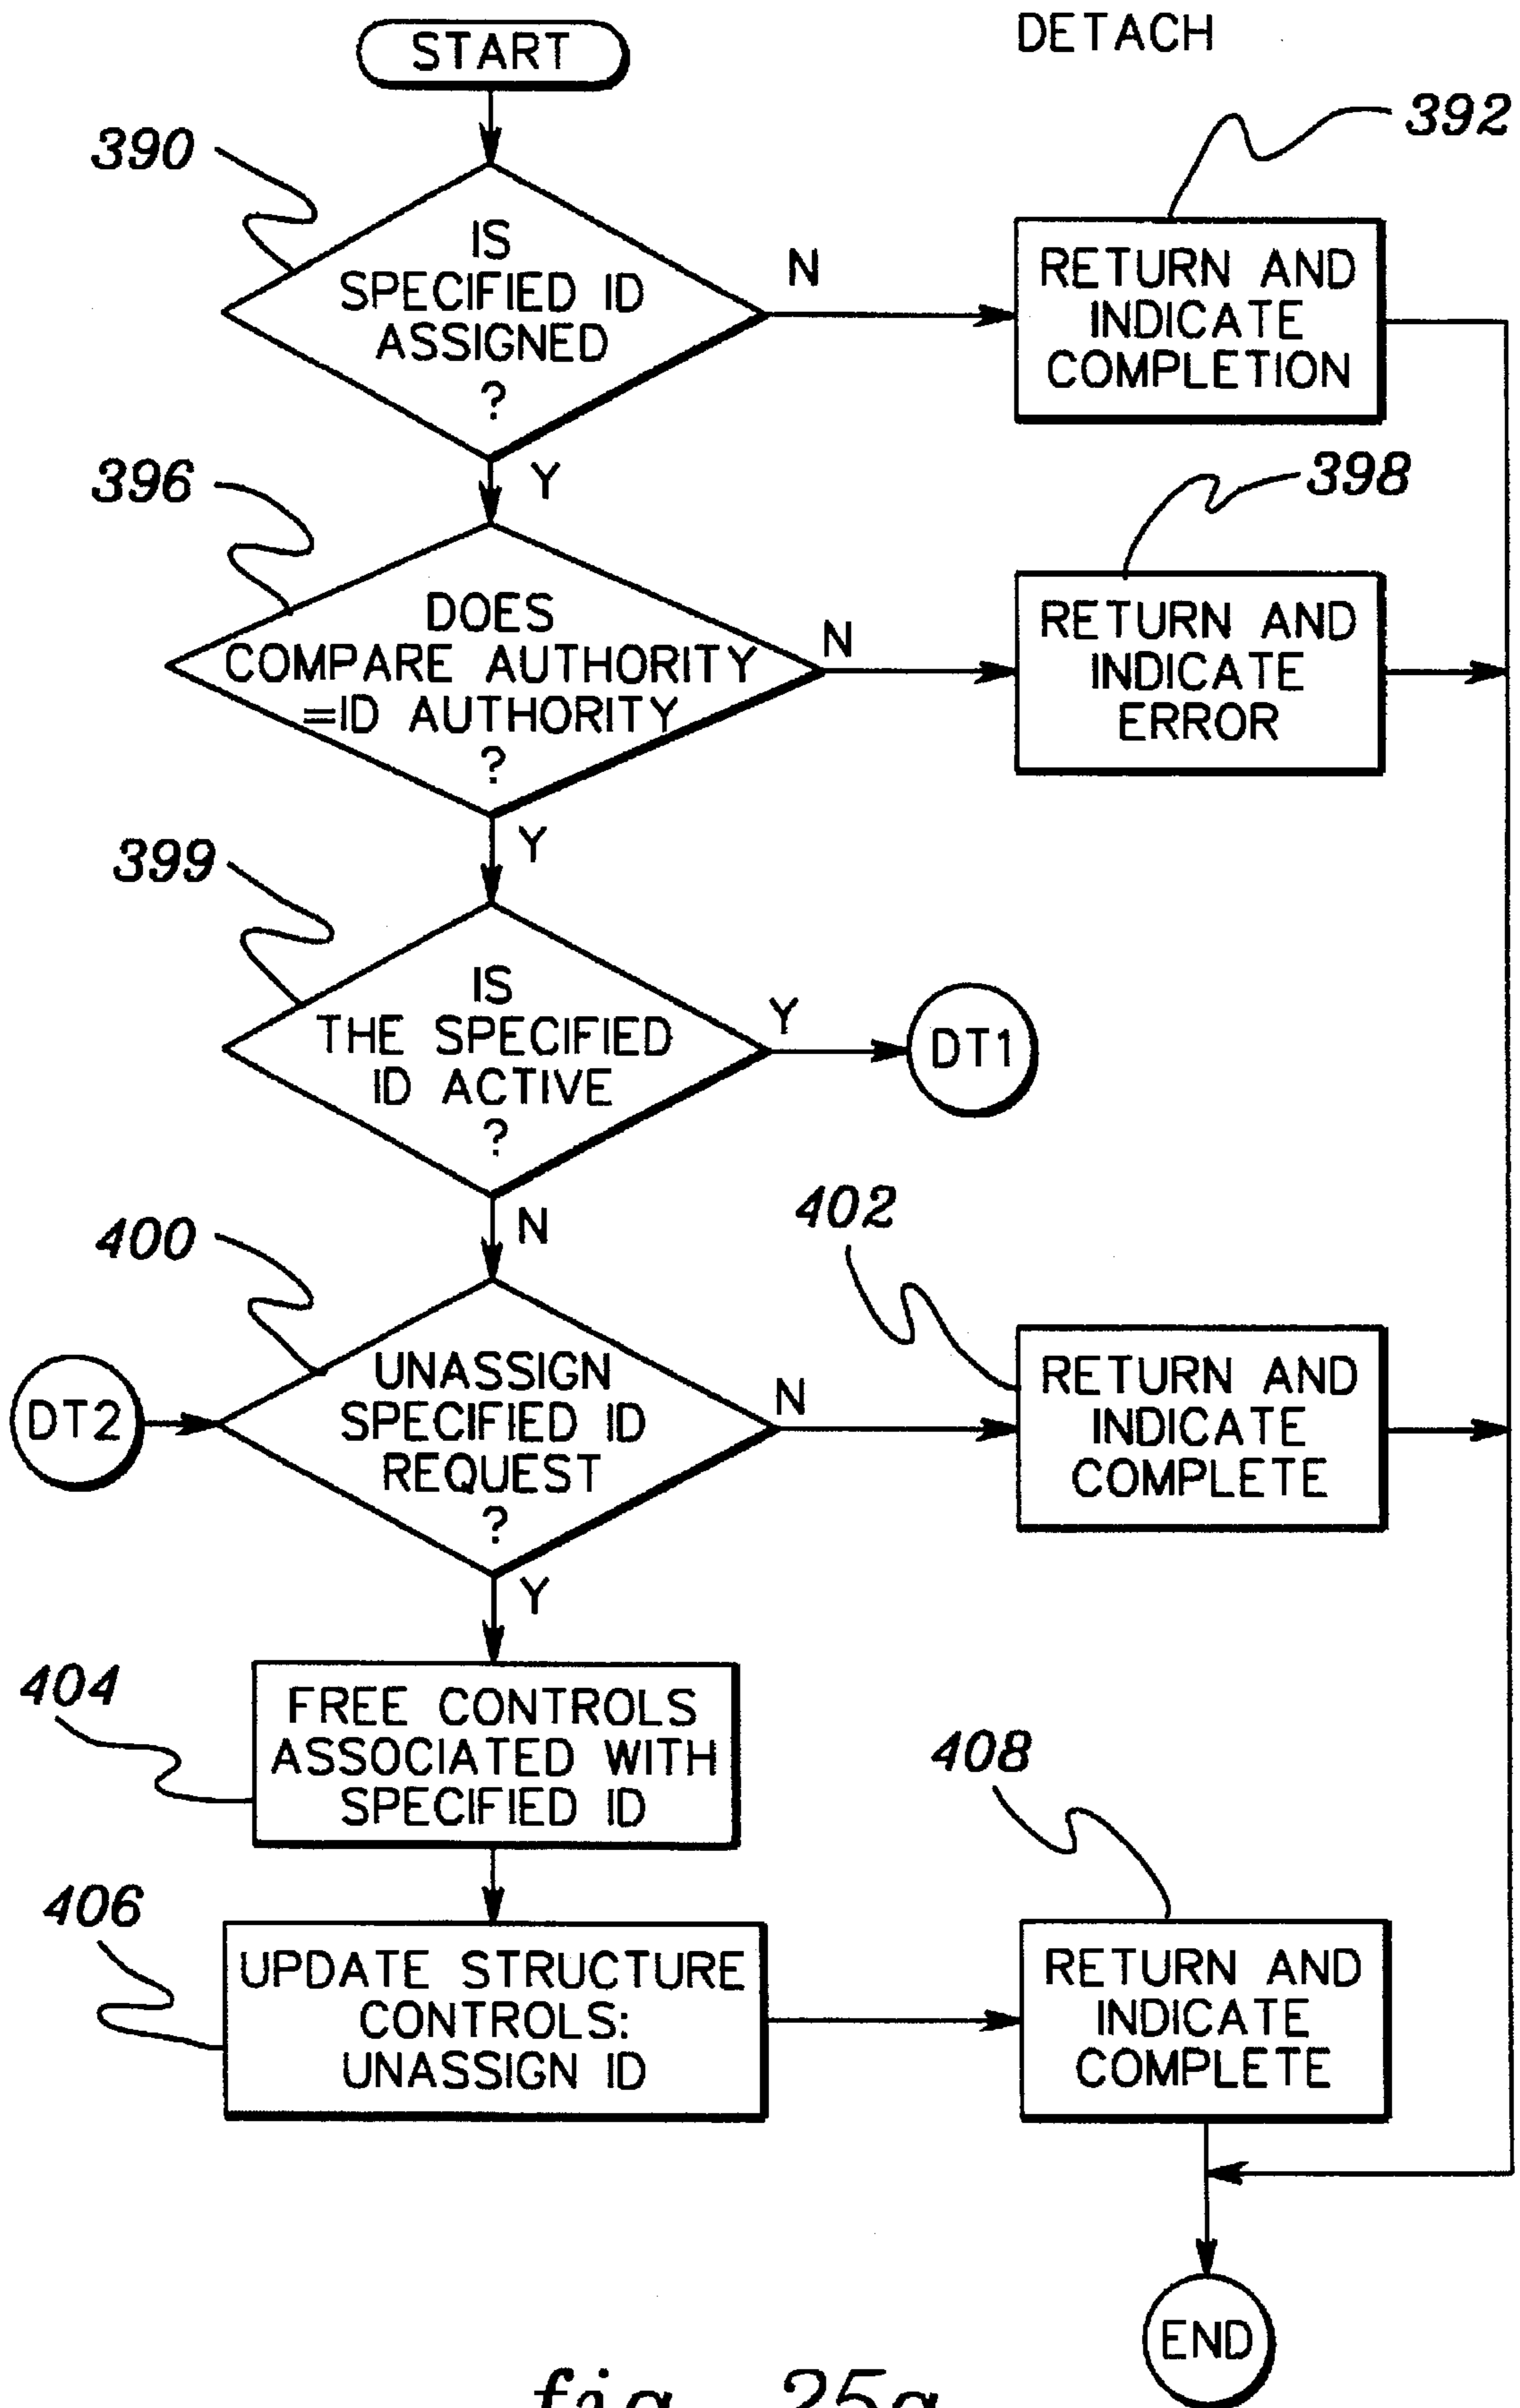 START
DETACH
390
392
IS
SPECIFIED ID
ASSIGNED
?
N
RETURN AND
INDICATE
COMPLETION
Y
396
398
DOES
COMPARE AUTHORITY
=ID AUTHORITY
?
N
RETURN AND
INDICATE
ERROR
Y
399
IS
THE SPECIFIED
ID ACTIVE
?
Y
DT1
N
400
402
DT2
UNASSIGN
SPECIFIED ID
REQUEST
?
N
RETURN AND
INDICATE
COMPLETE
Y
404
FREE CONTROLS
ASSOCIATED WITH
SPECIFIED ID
406
408
UPDATE STRUCTURE
CONTROLS:
UNASSIGN ID
RETURN AND
INDICATE
COMPLETE
END
fig. 25a